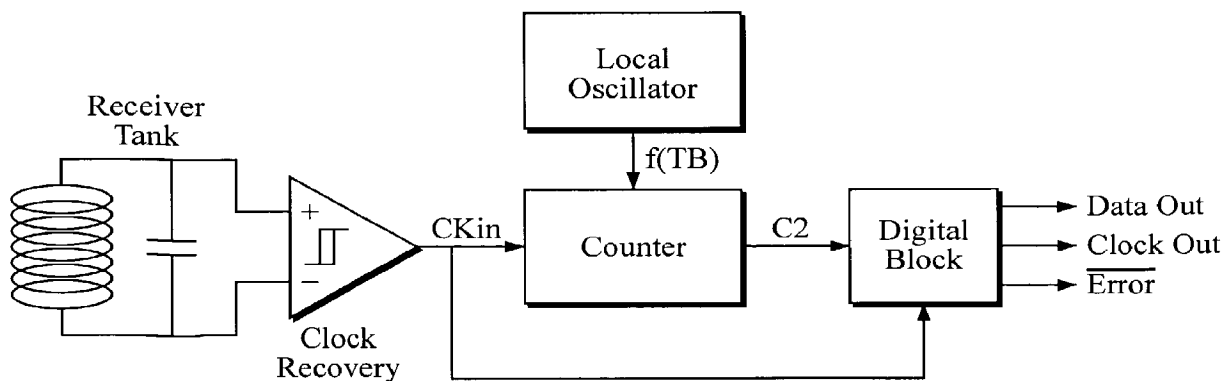 Local
Oscillator
Receiver
Tank
f(TB)
+
CKin
Counter
C2
Digital
Block
Data Out
Clock Out
Error
−
Clock
Recovery